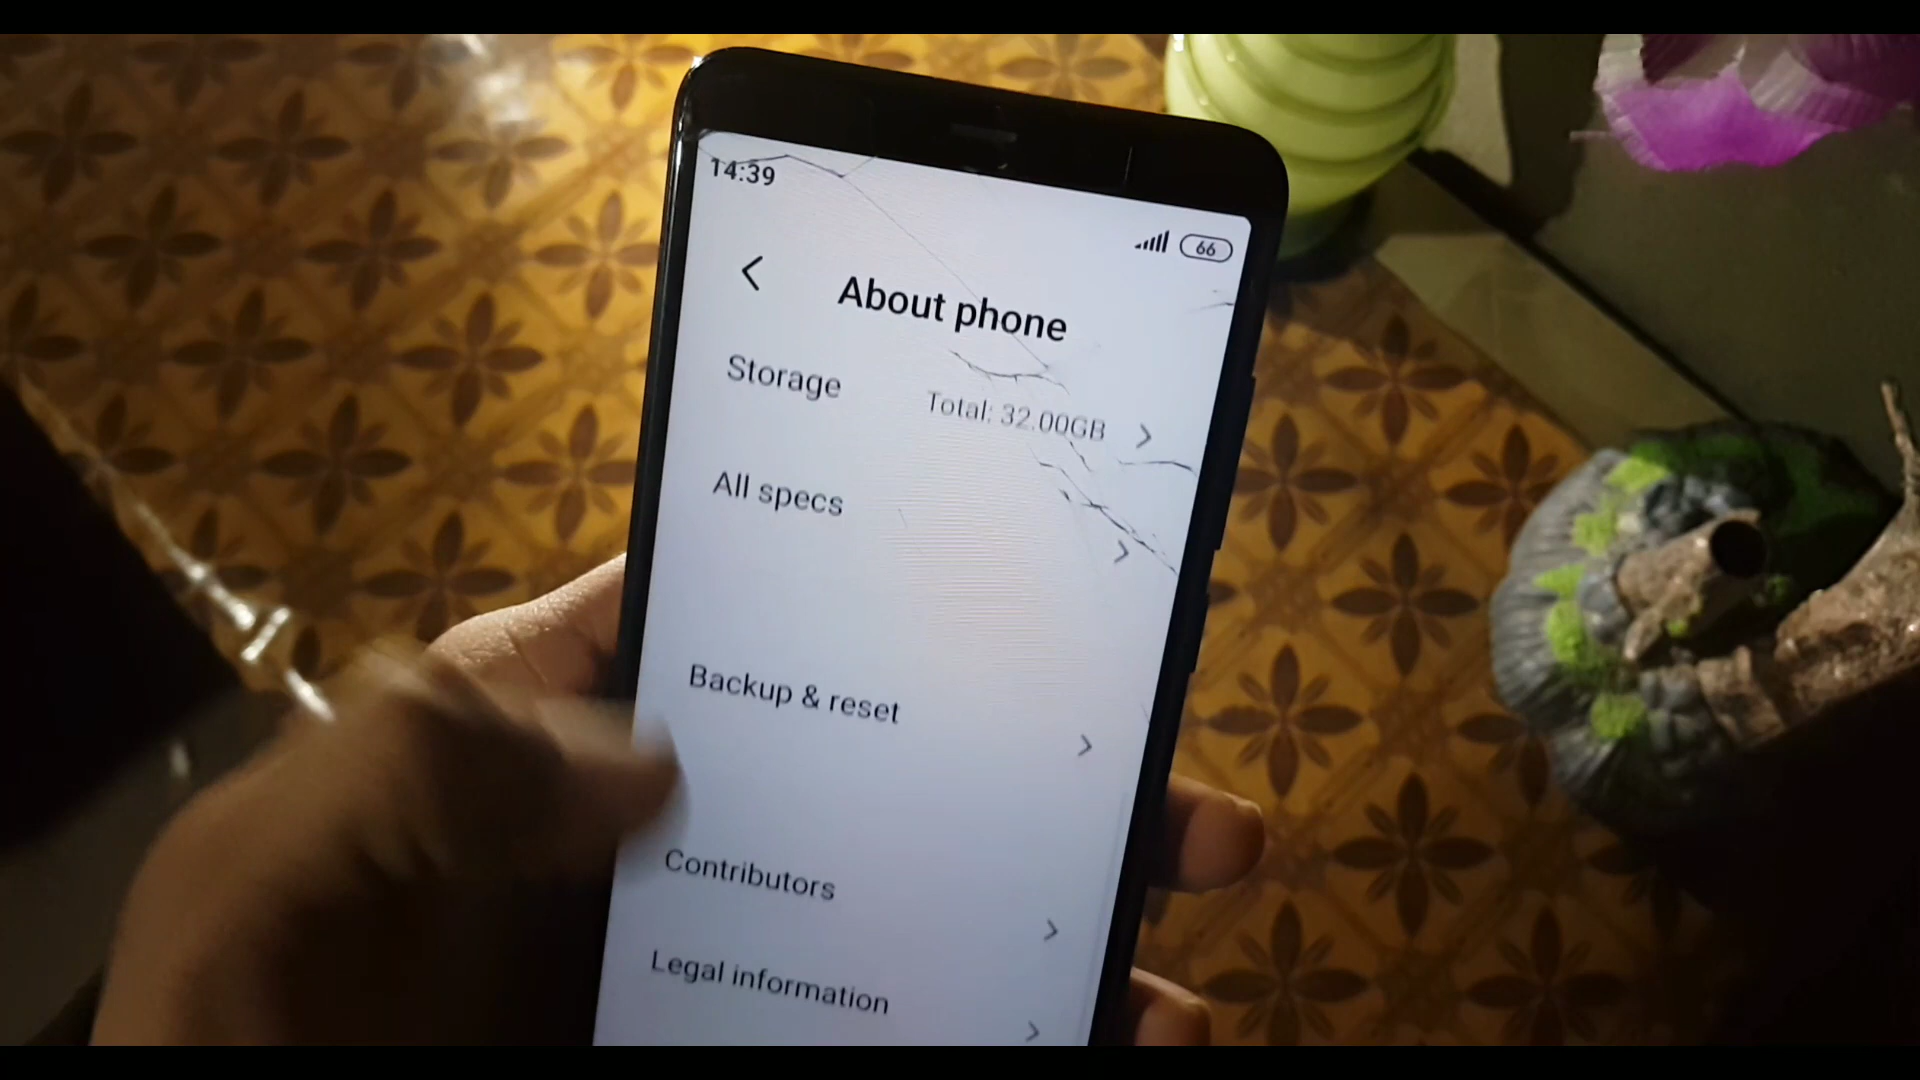 14:39
66
About phone
Storage
Total: 32.00GB
All specs
Backup & reset
Contributors
Legal information